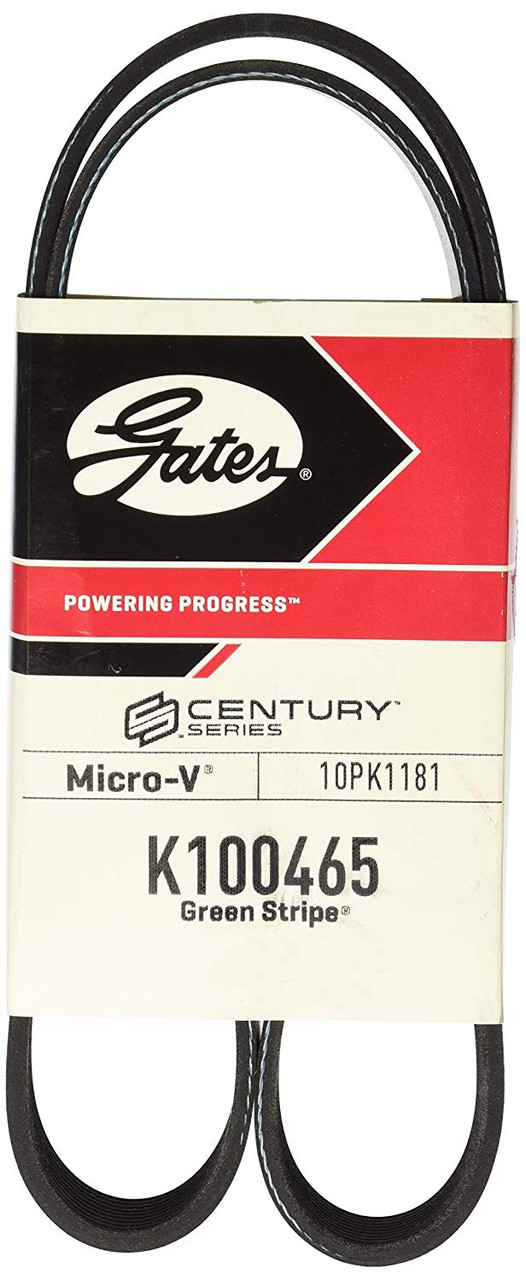 Gates®
POWERING PROGRESS™
CENTURY™
SERIES
Micro-V® 10PK1181
K100465
Green Stripe®